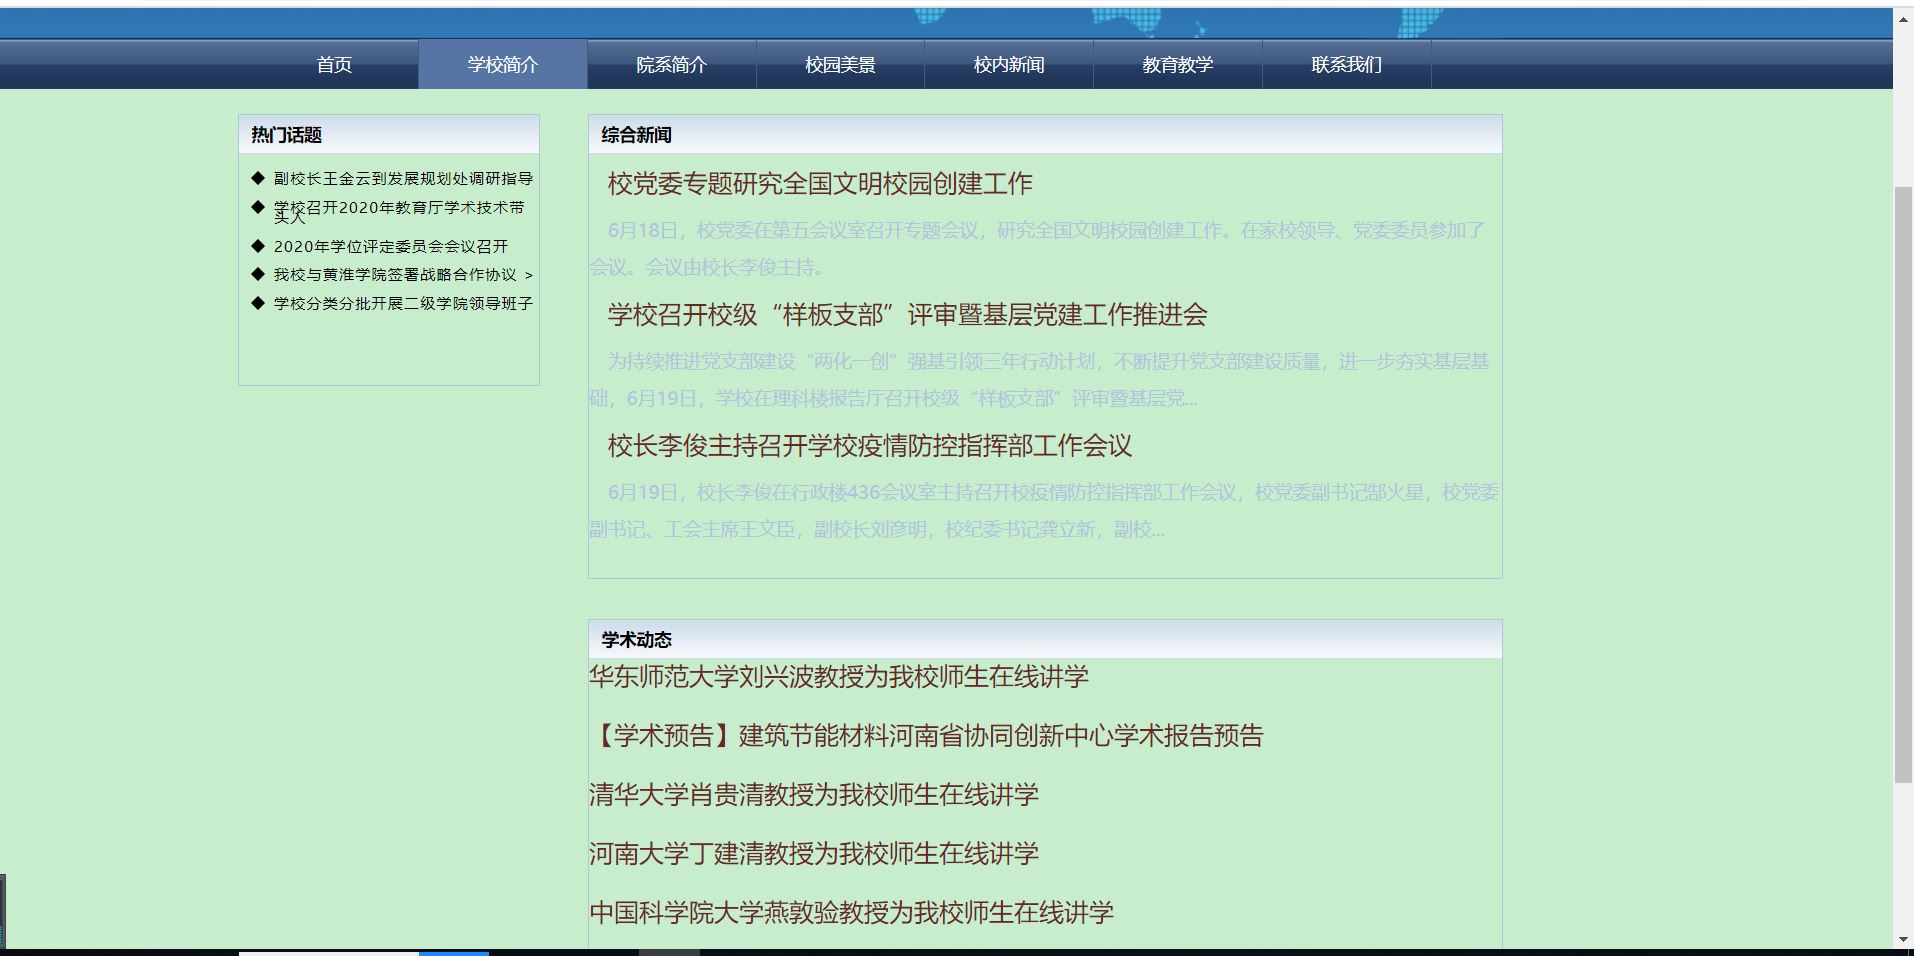 首页 学校简介 院系简介 校园美景 校内新闻 教育教学 联系我们
热门话题
◆ 副校长王金云到发展规划处调研指导
◆ 学校召开2020年教育厅学术技术带
头人
◆ 2020年学位评定委员会会议召开
◆ 我校与黄淮学院签署战略合作协议 >
◆ 学校分类分批开展二级学院领导班子
综合新闻
校党委专题研究全国文明校园创建工作
6月18日，校党委在第五会议室召开专题会议，研究全国文明校园创建工作。在家校领导、党委委员参加了
会议。会议由校长李俊主持。
学校召开校级“样板支部”评审暨基层党建工作推进会
为持续推进党支部建设“两化一创”强基引领三年行动计划，不断提升党支部建设质量，进一步夯实基层基
础，6月19日，学校在理科楼报告厅召开校级“样板支部”评审暨基层党...
校长李俊主持召开学校疫情防控指挥部工作会议
6月19日，校长李俊在行政楼436会议室主持召开校疫情防控指挥部工作会议，校党委副书记郜火星，校党委
副书记、工会主席王文臣，副校长刘彦明，校纪委书记龚立新，副校...
学术动态
华东师范大学刘兴波教授为我校师生在线讲学
【学术预告】建筑节能材料河南省协同创新中心学术报告预告
清华大学肖贵清教授为我校师生在线讲学
河南大学丁建清教授为我校师生在线讲学
中国科学院大学燕敦验教授为我校师生在线讲学